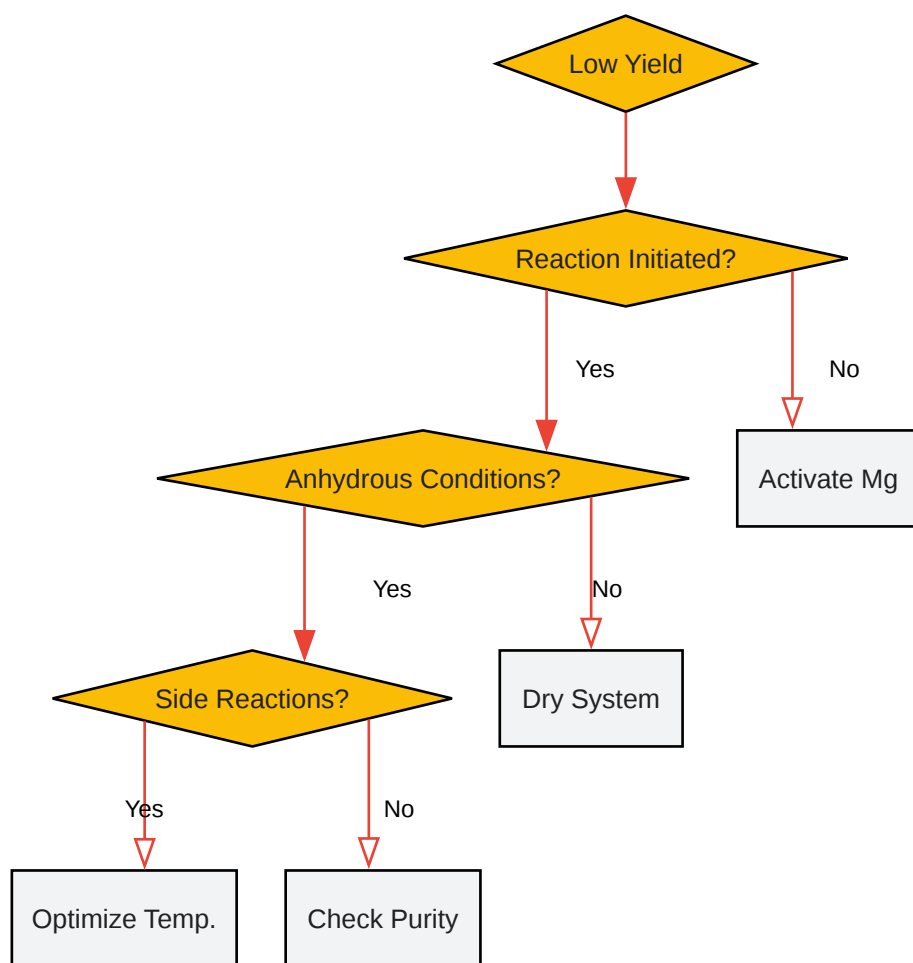 Low Yield
Reaction Initiated?
Yes
No
Anhydrous Conditions?
Activate Mg
Yes
No
Side Reactions?
Dry System
Yes
No
Optimize Temp.
Check Purity